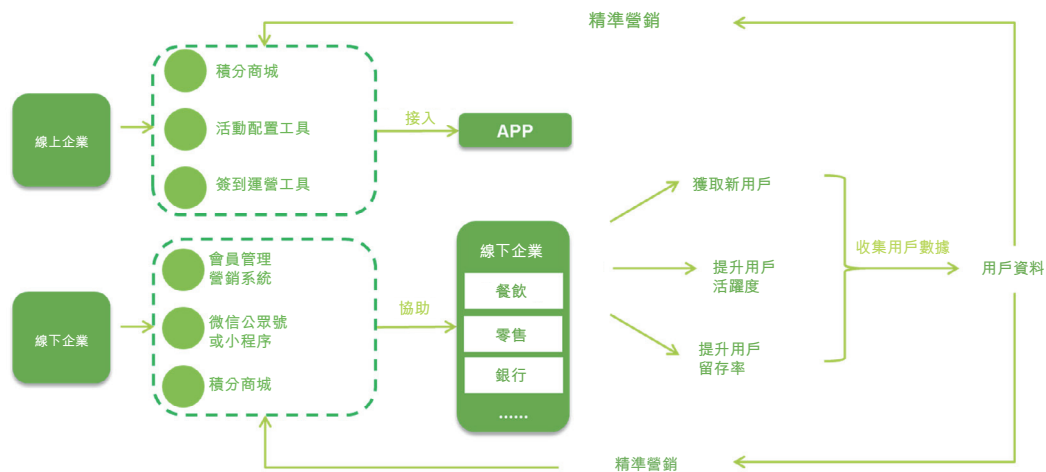 精準營銷
積分商城
線上企業
活動配置工具
接入
APP
簽到運營工具
獲取新用戶
線下企業
收集用戶數據
會員管理
營銷系統
餐飲
提升用戶
活躍度
用戶資料
線下企業
微信公眾號
或小程序
協助
零售
提升用戶
留存率
積分商城
銀行
......
精準營銷